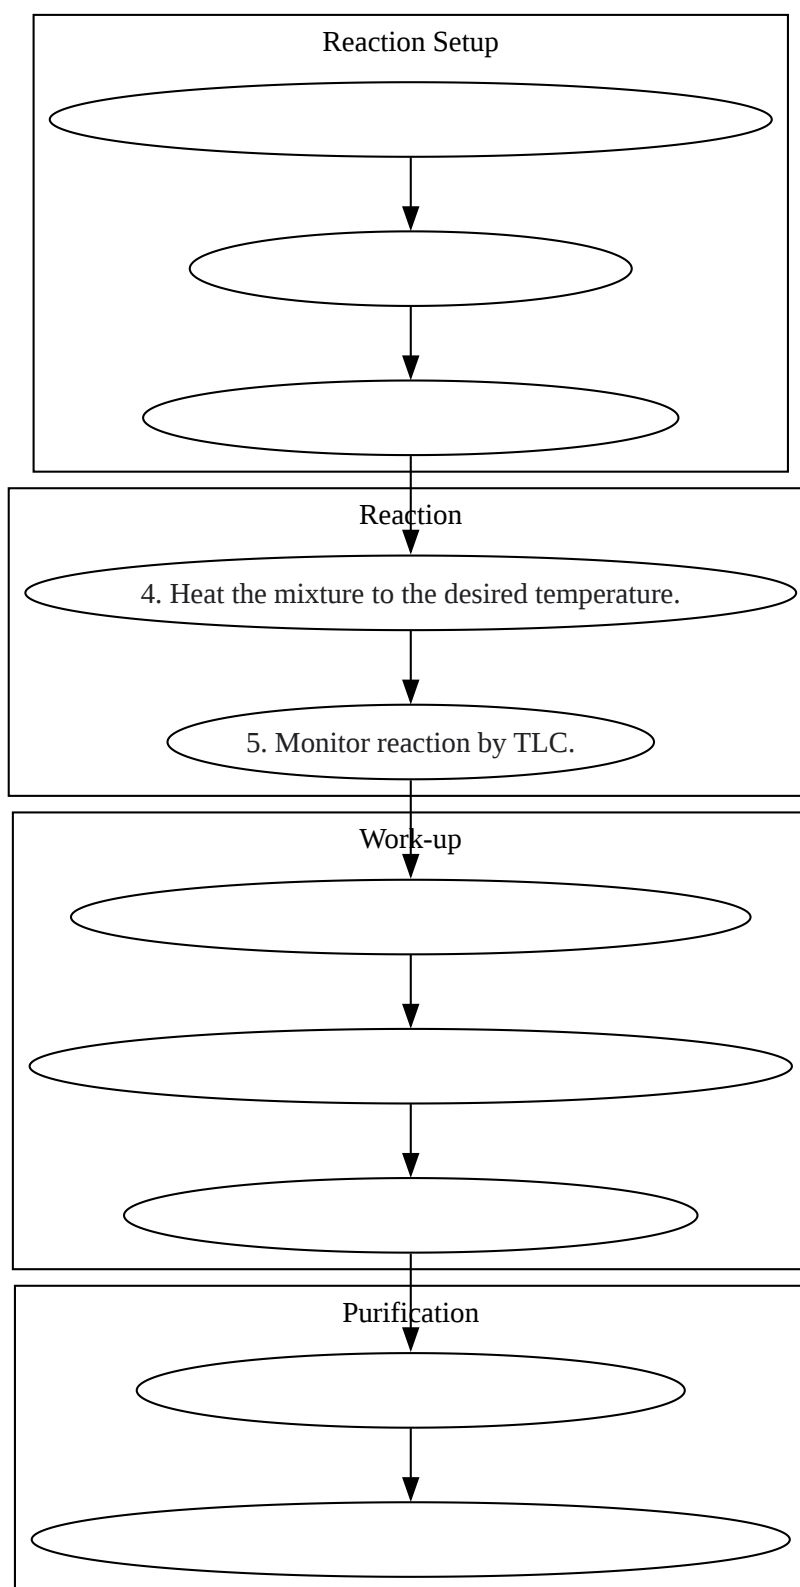 Reaction Setup
Reaction
4. Heat the mixture to the desired temperature.
5. Monitor reaction by TLC.
Work-up
Purification